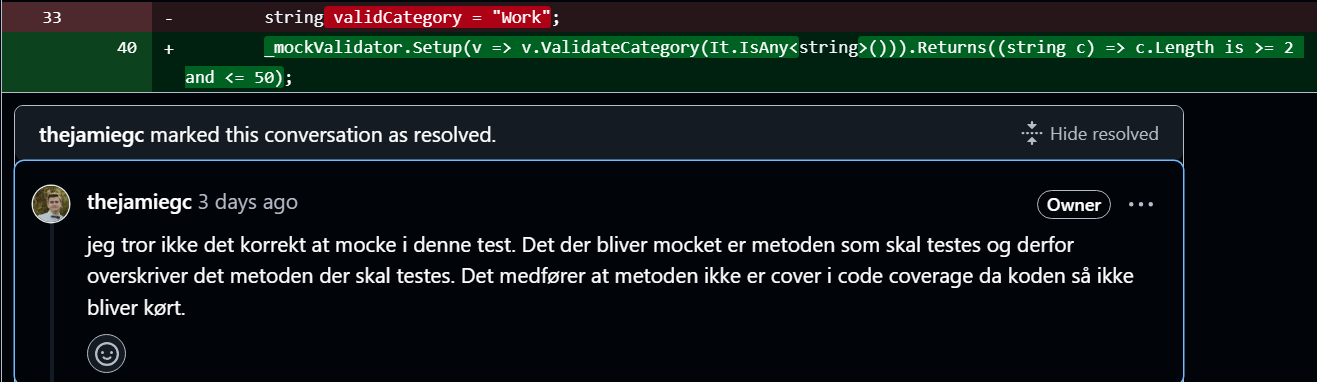 33 - string validCategory = "Work";
40 + _mockValidator.Setup(v => v.ValidateCategory(It.IsAny<string>())).Returns((string c) => c.Length is >= 2
and <= 50);
thejamiegc marked this conversation as resolved.
Hide resolved
thejamiegc 3 days ago
Owner
jeg tror ikke det korrekt at mocke i denne test. Det der bliver mocket er metoden som skal testes og derfor
overskriver det metoden der skal testes. Det medfører at metoden ikke er cover i code coverage da koden så ikke
bliver kørt.